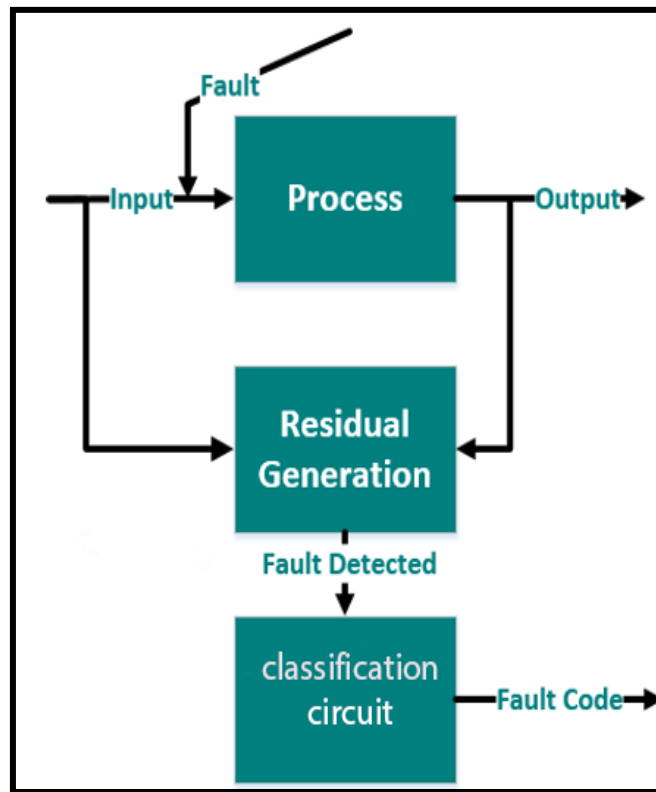 Fault
Input
Process
Output
Residual
Generation
Fault Detected
classification
circuit
Fault Code